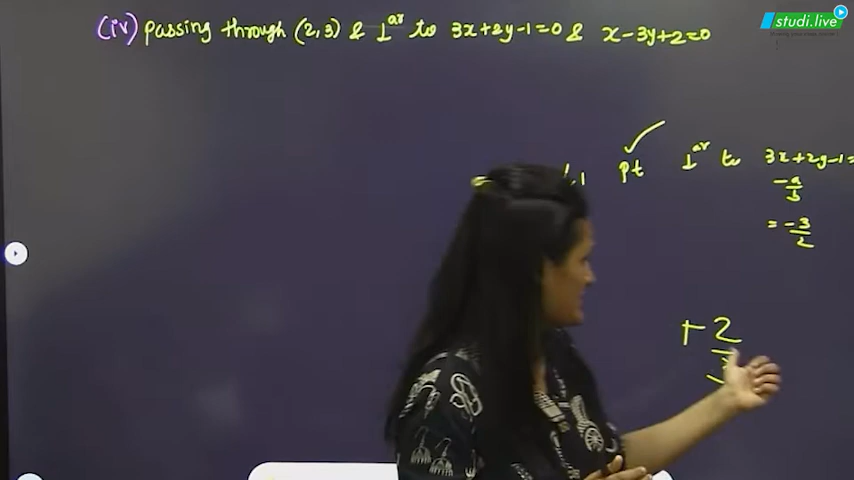 (iv) passing through (2,3) & ⊥ar to 3x+2y-1=0 & x-3y+2=0
studi.live
pt ⊥ar to 3x+2y-1=
-a/b
= -3/2
+2